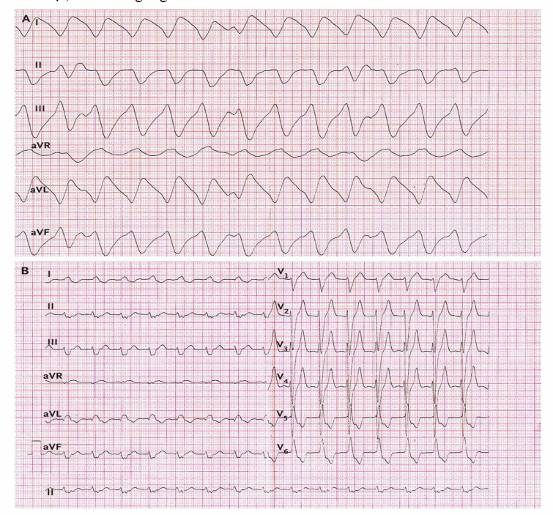 A I
II
III
aVR
aVL
aVF
B I V1
II V2
III V3
aVR V4
aVL V5
aVF V6
II